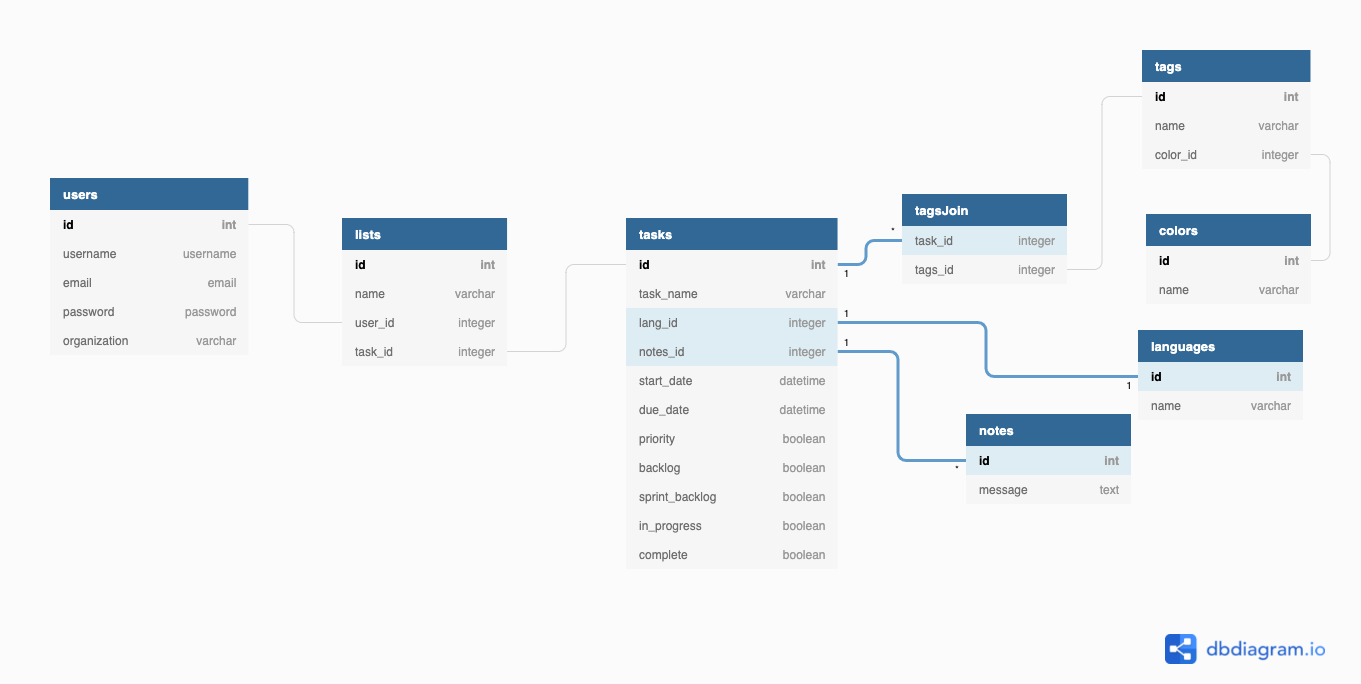 users
id int
username username
email email
password password
organization varchar
lists
id int
name varchar
user_id integer
task_id integer
tasks
id int
task_name varchar
lang_id integer
notes_id integer
start_date datetime
due_date datetime
priority boolean
backlog boolean
sprint_backlog boolean
in_progress boolean
complete boolean
1
1
1
*
tagsJoin
task_id integer
tags_id integer
tags
id int
name varchar
color_id integer
colors
id int
name varchar
1
languages
id int
name varchar
*
notes
id int
message text
dbdiagram.io